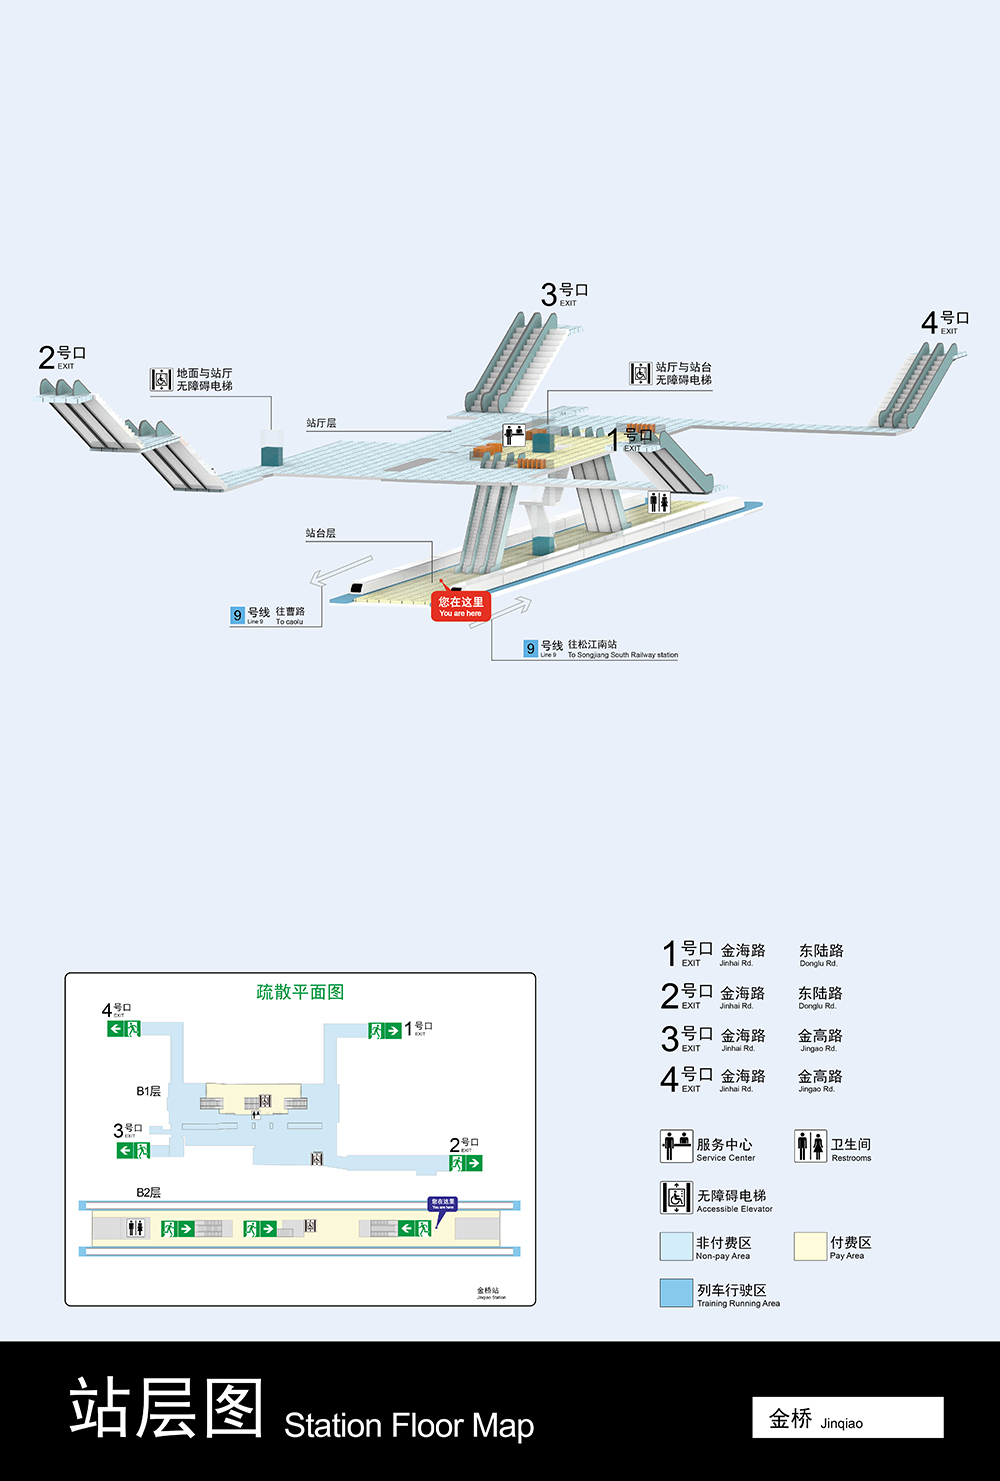 3 号口
EXIT
4 号口
EXIT
2 号口
EXIT
地面与站厅
无障碍电梯
站厅与站台
无障碍电梯
站厅层
1 号口
EXIT
站台层
您在这里
You are here
9 号线 往曹路
Line 9 To caolu
9 号线 往松江南站
Line 9 To Songjiang South Railway station
1 号口 金海路 东陆路
EXIT Jinhai Rd. Donglu Rd.
2 号口 金海路 东陆路
EXIT Jinhai Rd. Donglu Rd.
3 号口 金海路 金高路
EXIT Jinhai Rd. Jingao Rd.
4 号口 金海路 金高路
EXIT Jinhai Rd. Jingao Rd.
疏散平面图
4 号口
EXIT
1 号口
EXIT
B1层
3 号口
EXIT
2 号口
EXIT
B2层
您在这里
You are here
金桥站
Jinqiao Station
服务中心
Service Center
卫生间
Restrooms
无障碍电梯
Accessible Elevator
非付费区
Non-pay Area
付费区
Pay Area
列车行驶区
Training Running Area
站层图 Station Floor Map
金桥 Jinqiao